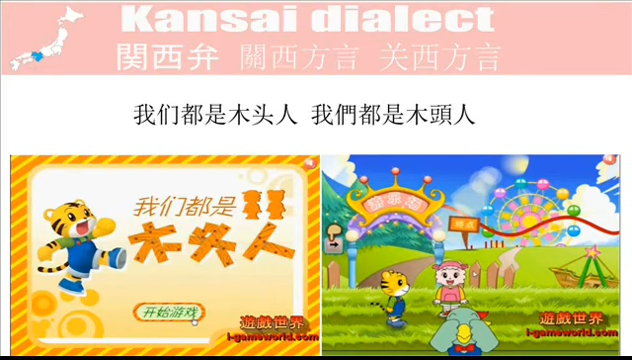 Kansai dialect
関西弁 關西方言 关西方言
我们都是木头人 我們都是木頭人
我们都是
木头人
开始游戏
遊戲世界
i-gameworld.com
遊戲世界
i-gameworld.com